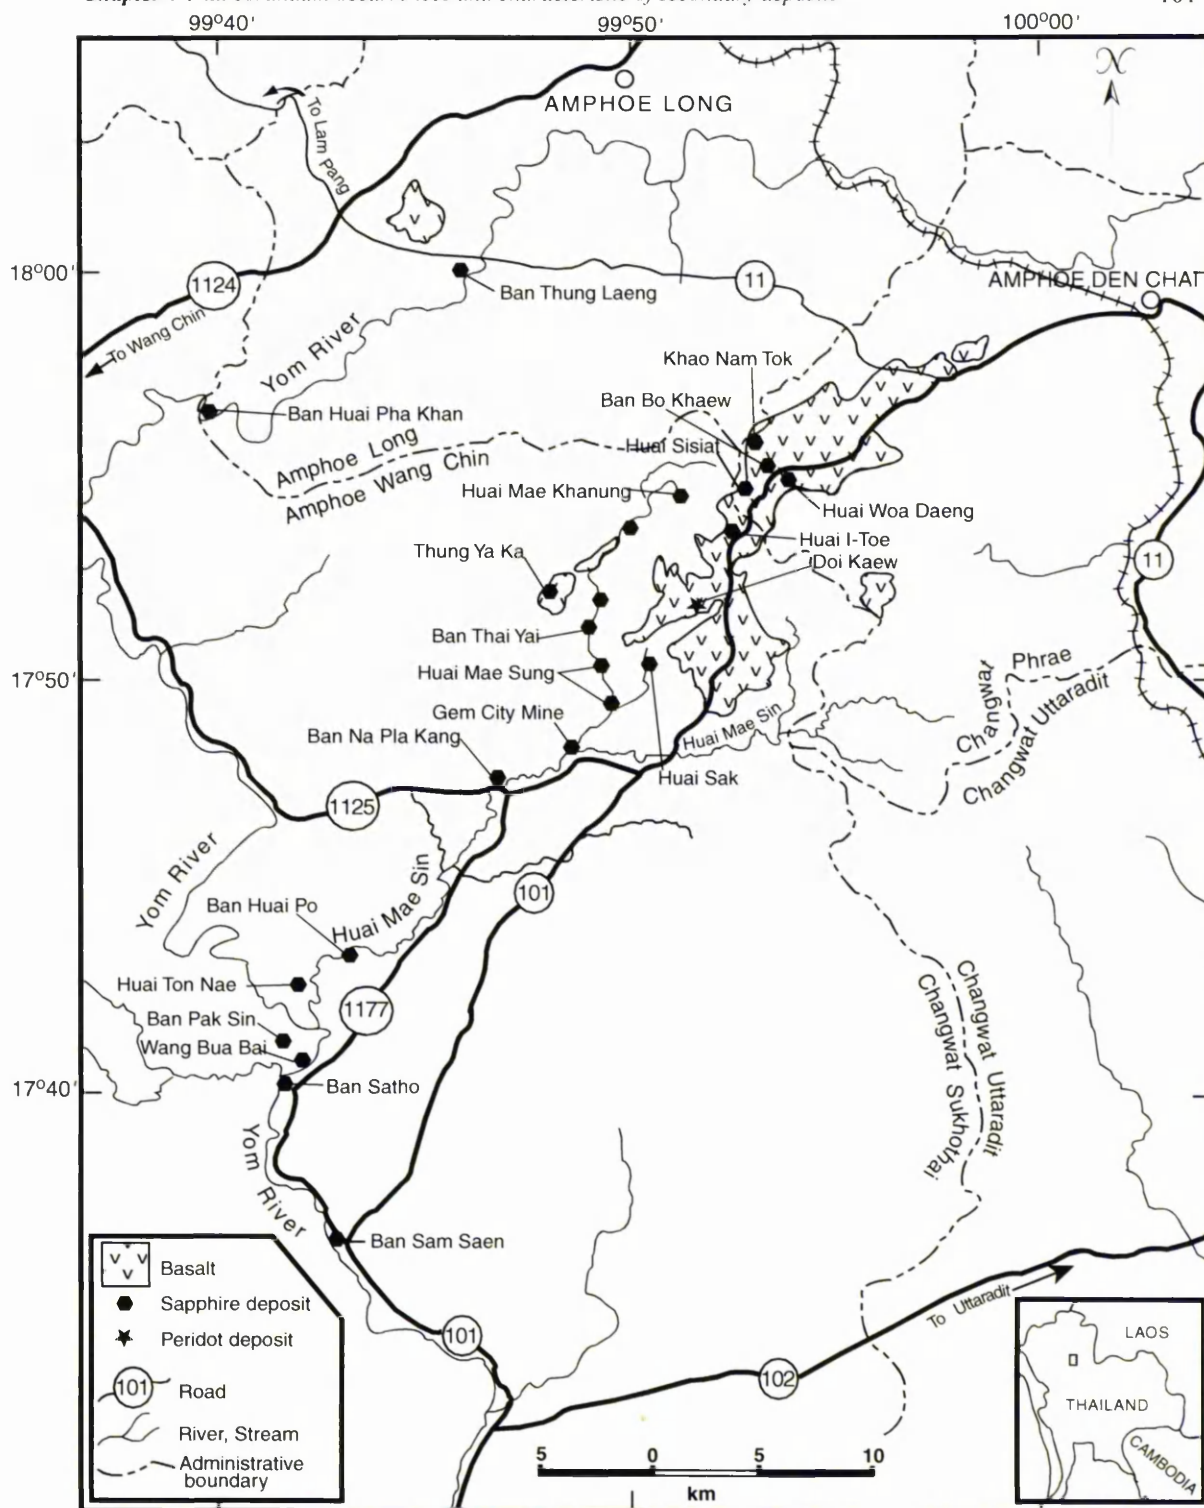 99°40'
99°50'
100°00'
N
AMPHOE LONG
To Lam Pang
18°00'
1124
11
AMPHOE DEN CHAI
Ban Thung Laeng
To Wang Chin
Yom River
Khao Nam Tok
Ban Bo Khaew
Ban Huai Pha Khan
Huai Sisiat
Amphoe Long
Amphoe Wang Chin
Huai Mae Khanung
Huai Woa Daeng
Huai I-Toe
Thung Ya Ka
Doi Kaew
11
Ban Thai Yai
Changwat Phrae
17°50'
Huai Mae Sung
Changwat Uttaradit
Gem City Mine
Huai Mae Sin
Ban Na Pla Kang
Huai Sak
1125
Yom River
Huai Mae Sin
101
Ban Huai Po
Huai Ton Nae
Changwat Uttaradit
Changwat Sukhothai
1177
Ban Pak Sin
Wang Bua Bai
17°40'
Ban Satho
Yom River
Ban Sam Saen
Basalt
Sapphire deposit
Peridot deposit
101
Road
River, Stream
Administrative
boundary
To Uttaradit
101
102
LAOS
THAILAND
CAMBODIA
5 0 5 10
km